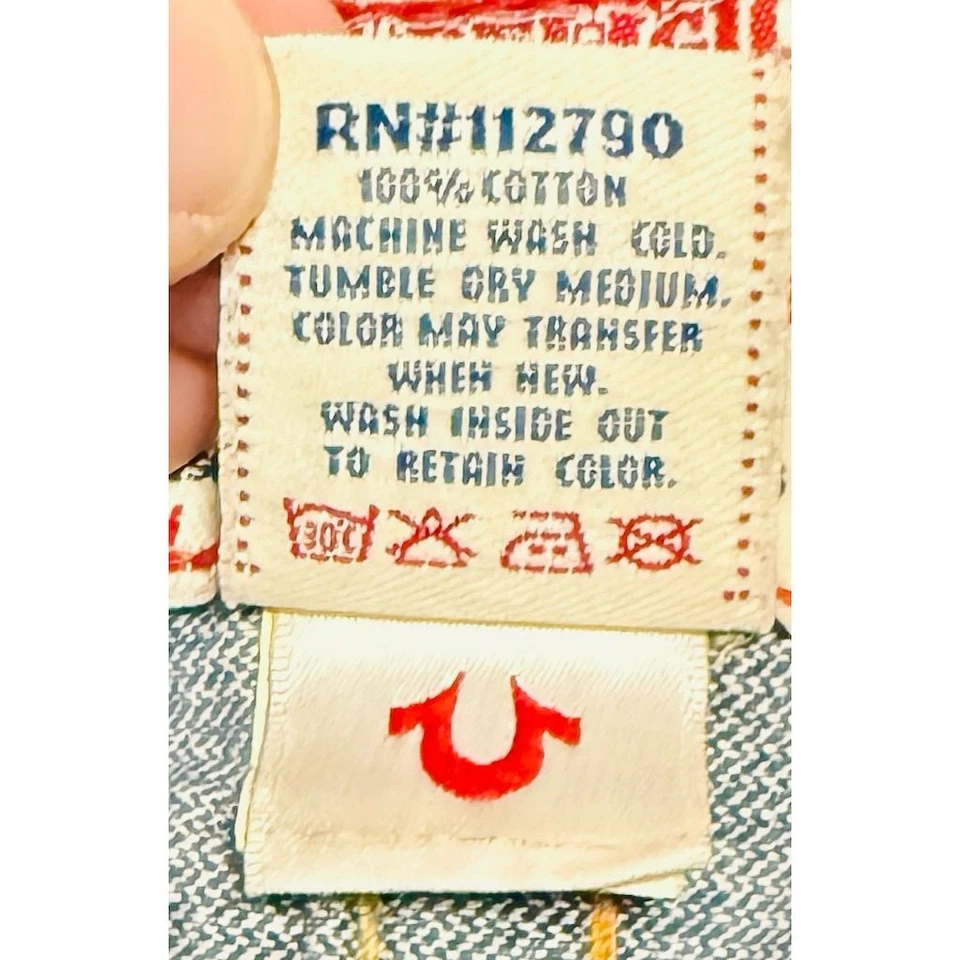 RN#112790
100% COTTON
MACHINE WASH COLD.
TUMBLE DRY MEDIUM.
COLOR MAY TRANSFER
WHEN NEW.
WASH INSIDE OUT
TO RETAIN COLOR.
30°C